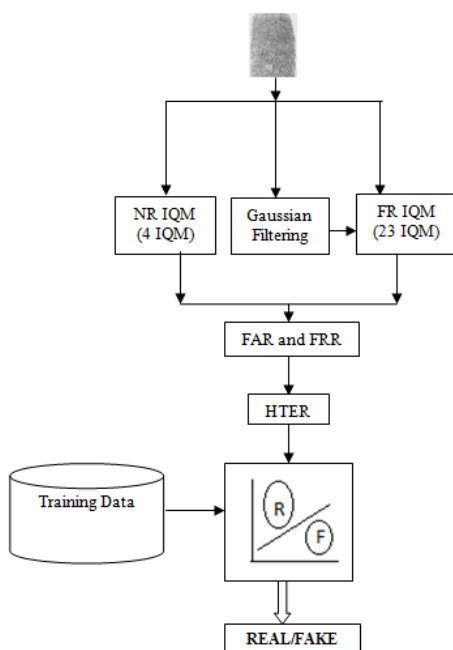 NR IQM
(4 IQM)
Gaussian
Filtering
FR IQM
(23 IQM)
FAR and FRR
HTER
Training Data
R
F
REAL/FAKE